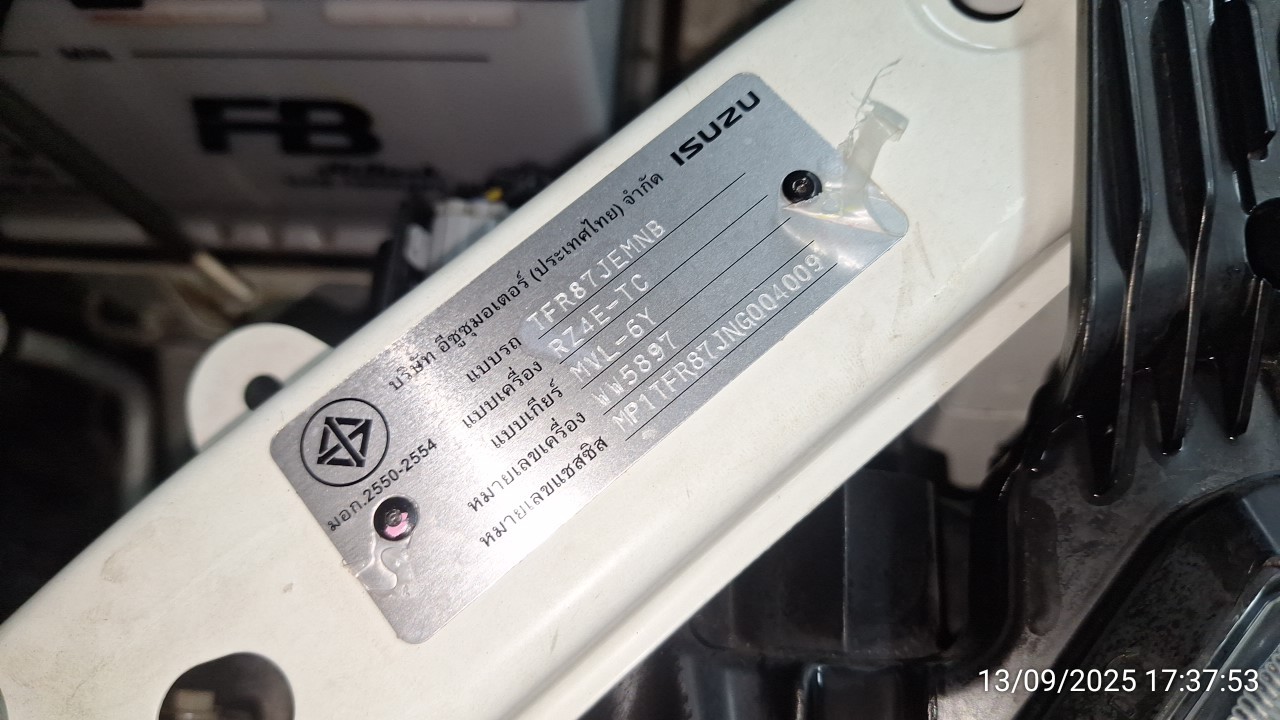 FB
ISUZU
บริษัท อีซูซุมอเตอร์ (ประเทศไทย) จำกัด
แบบรถ TFR87JEMNB
แบบเครื่อง RZ4E-TC
แบบเกียร์ MVL-6Y
หมายเลขเครื่อง WW5897
หมายเลขแชสซิส MP1TFR87JNG004009
มอก.2550-2554
13/09/2025 17:37:53